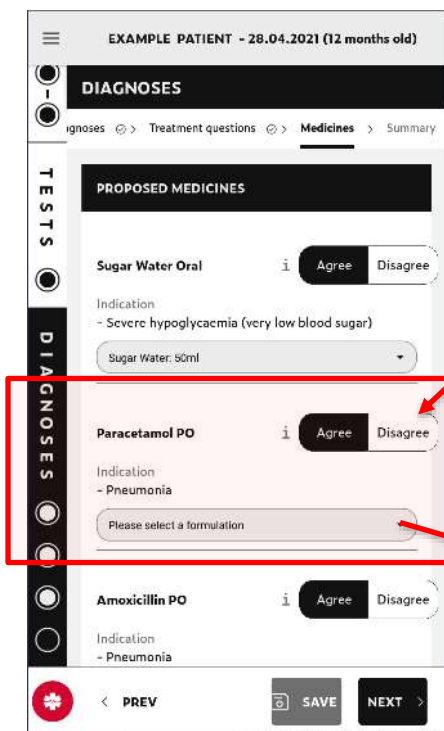 EXAMPLE PATIENT - 28.04.2021 (12 months old)
DIAGNOSES
gnoses > Treatment questions > Medicines > Summary
TESTS
DIAGNOSES
PROPOSED MEDICINES
Sugar Water Oral i Agree Disagree
Indication
- Severe hypoglycaemia (very low blood sugar)
Sugar Water: 50ml
Paracetamol PO i Agree Disagree
Indication
- Pneumonia
Please select a formulation
Amoxicillin PO i Agree Disagree
Indication
- Pneumonia
< PREV SAVE NEXT >